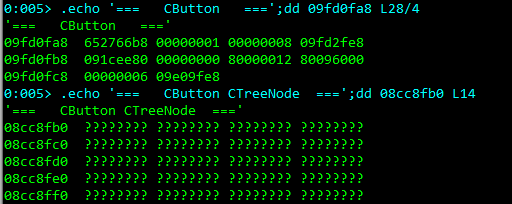 0:005> .echo '===   CButton   ===';dd 09fd0fa8 L28/4
'===   CButton   ==='
09fd0fa8  652766b8 00000001 00000008 09fd2fe8
09fd0fb8  091cee80 00000000 80000012 80096000
09fd0fc8  00000006 09e09fe8
0:005> .echo '===   CButton CTreeNode  ===';dd 08cc8fb0 L14
'===   CButton CTreeNode  ==='
08cc8fb0  ???????? ???????? ???????? ????????
08cc8fc0  ???????? ???????? ???????? ????????
08cc8fd0  ???????? ???????? ???????? ????????
08cc8fe0  ???????? ???????? ???????? ????????
08cc8ff0  ???????? ???????? ???????? ????????